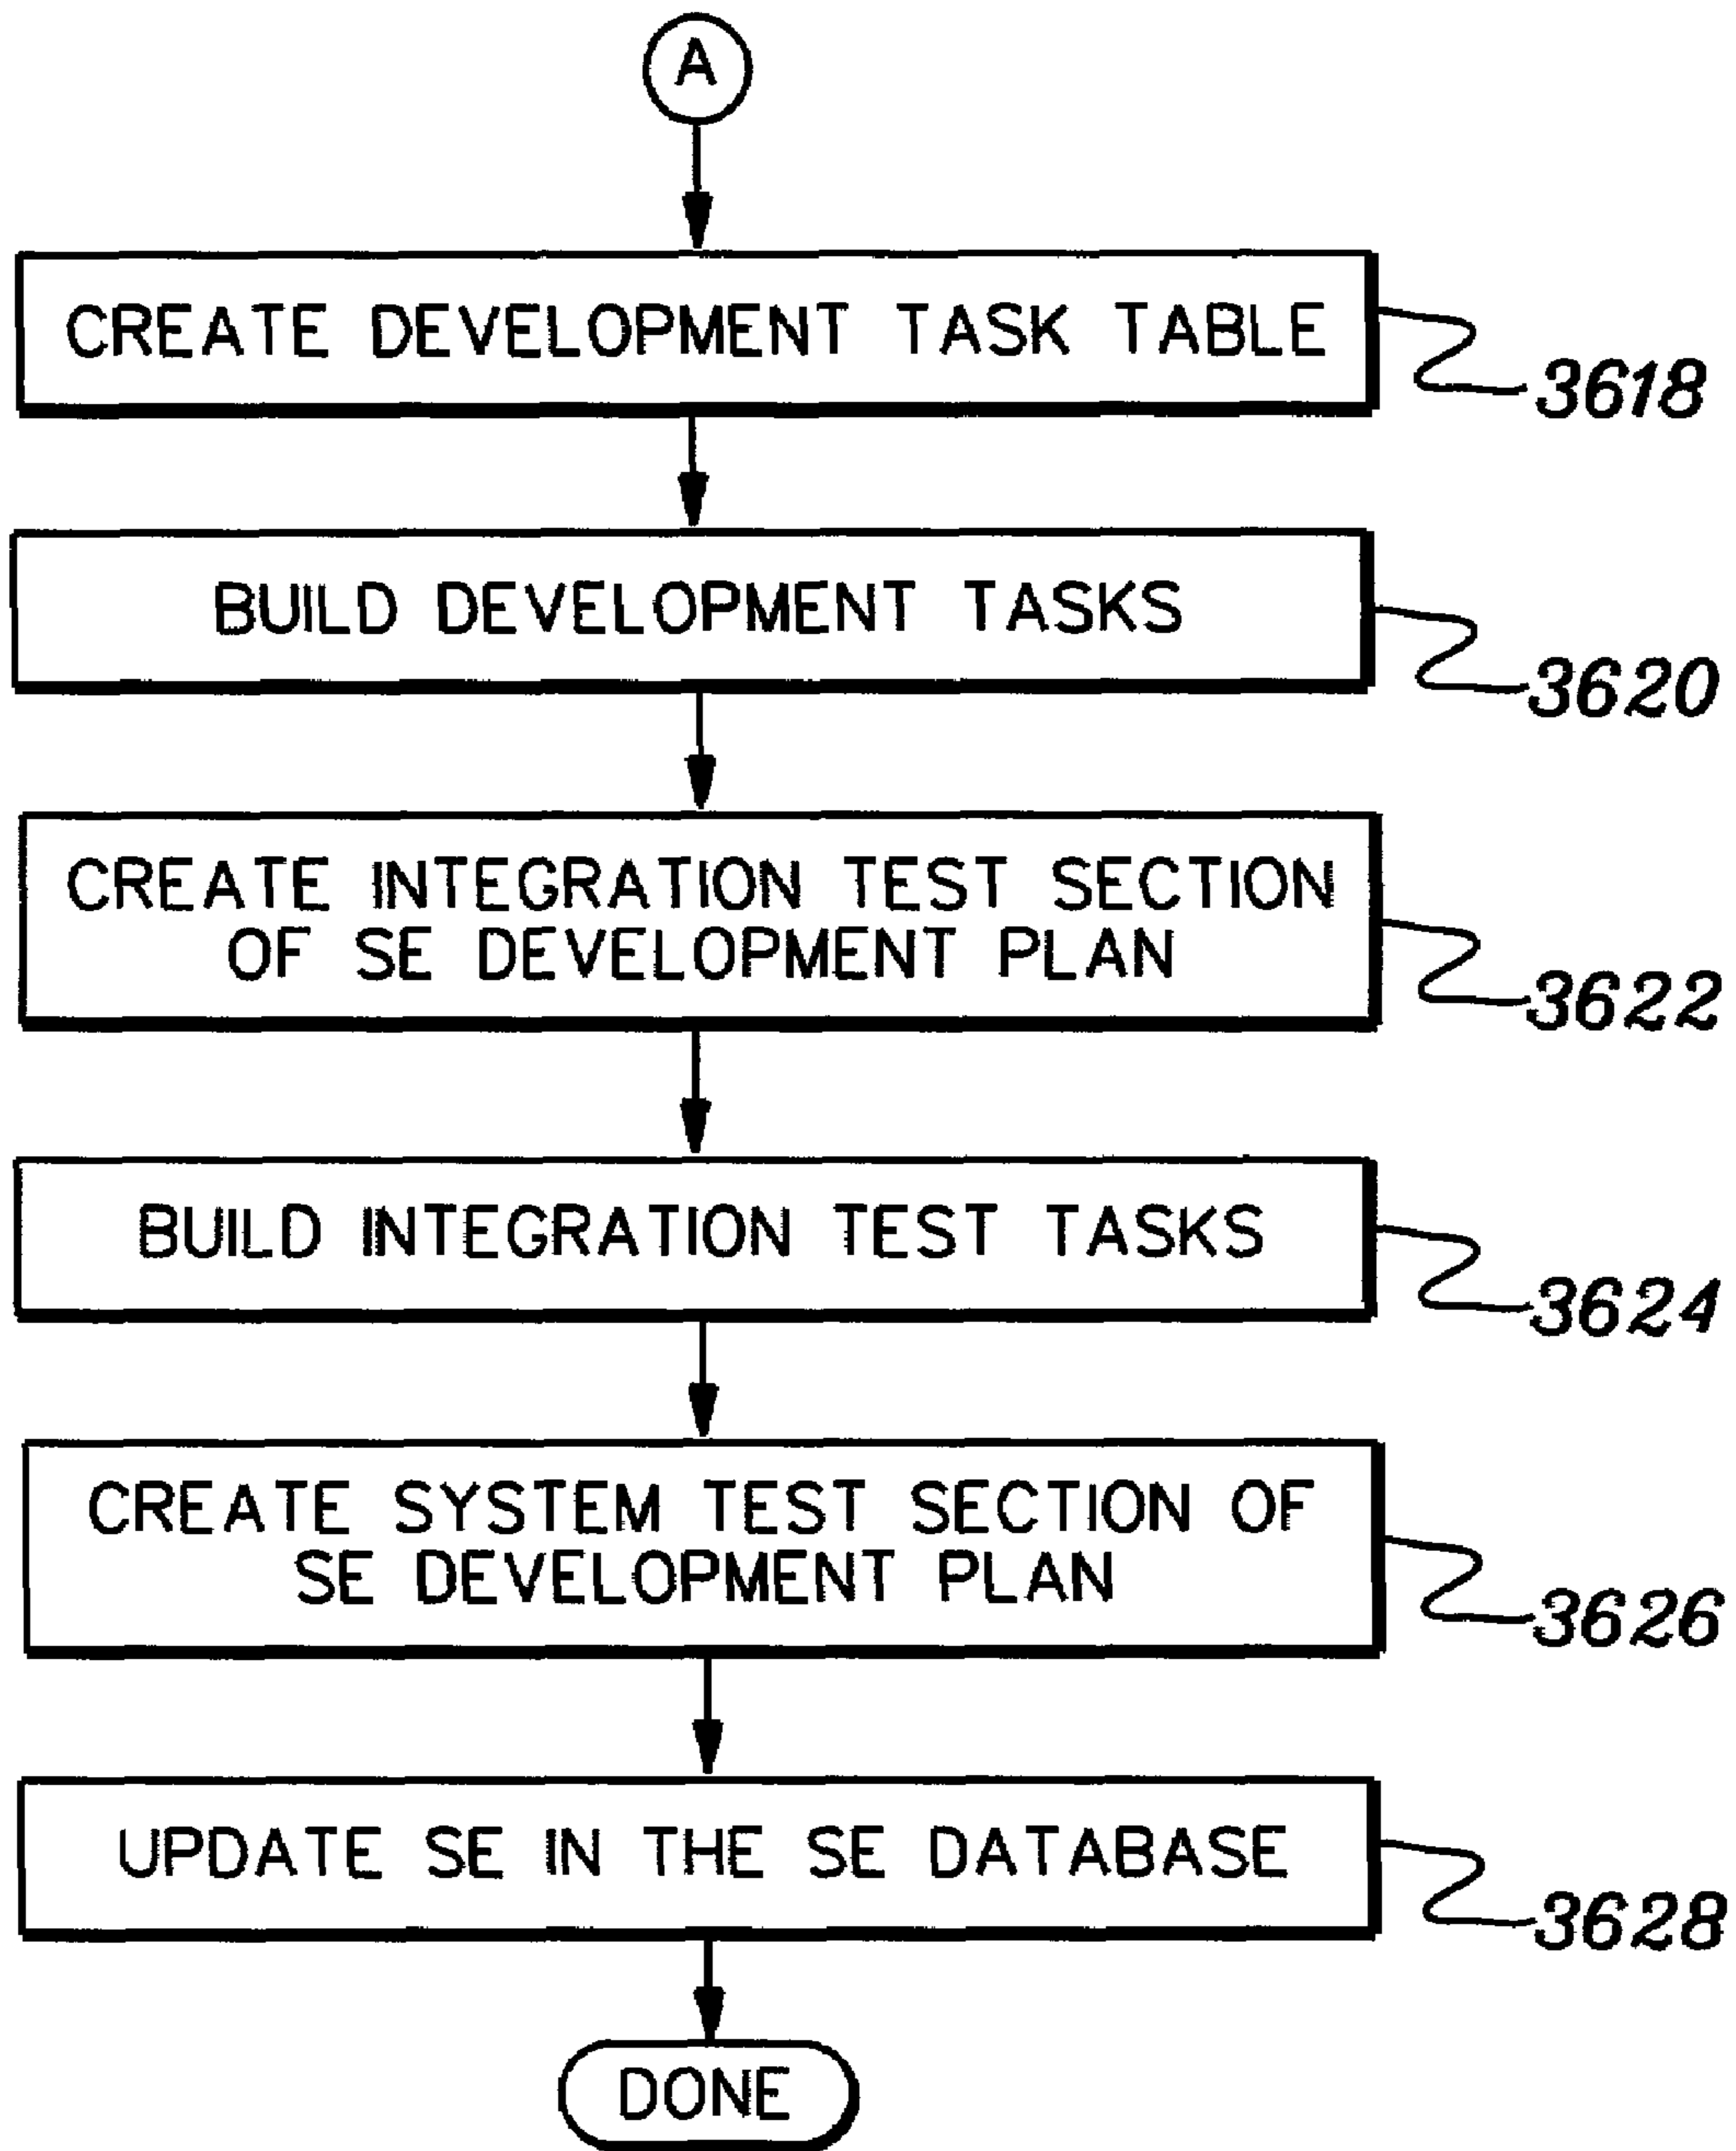 A
CREATE DEVELOPMENT TASK TABLE
3618
BUILD DEVELOPMENT TASKS
3620
CREATE INTEGRATION TEST SECTION
OF SE DEVELOPMENT PLAN
3622
BUILD INTEGRATION TEST TASKS
3624
CREATE SYSTEM TEST SECTION OF
SE DEVELOPMENT PLAN
3626
UPDATE SE IN THE SE DATABASE
3628
DONE